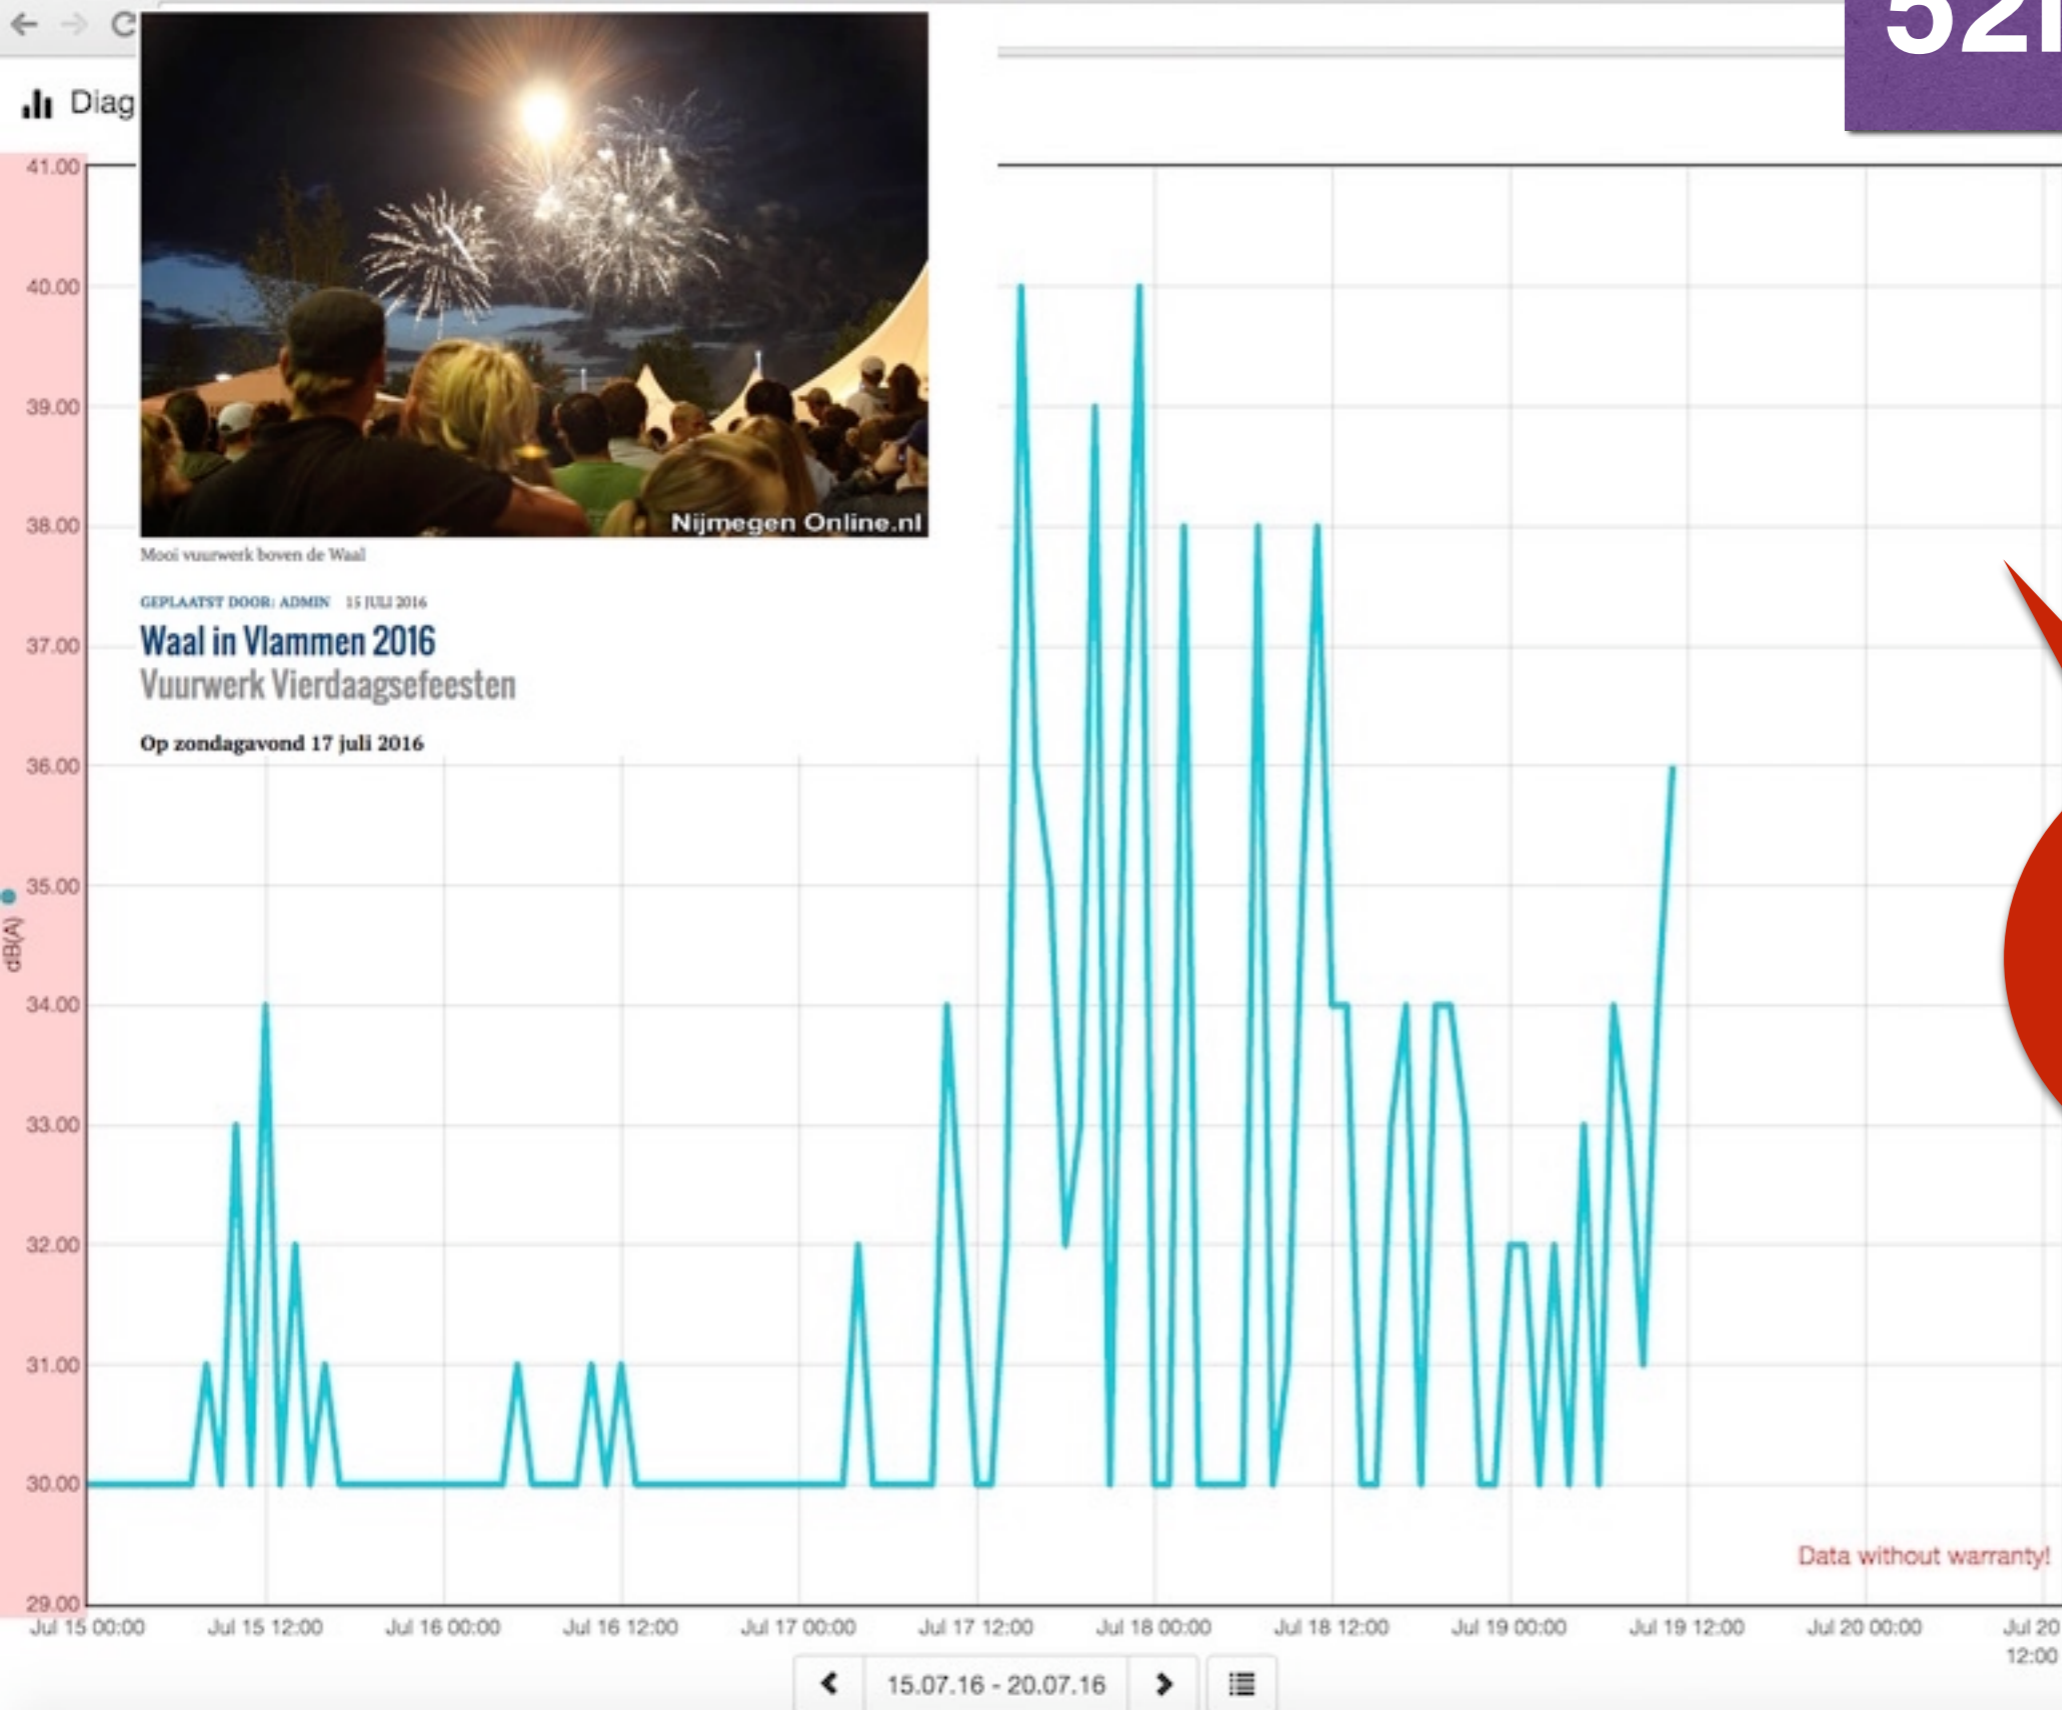 52
Diag
41.00
40.00
39.00
38.00
37.00
36.00
35.00
34.00
33.00
32.00
31.00
30.00
29.00
dB(A)
Nijmegen Online.nl
Mooi vuurwerk boven de Waal
GEPLAATST DOOR: ADMIN 15 JULI 2016
Waal in Vlammen 2016
Vuurwerk Vierdaagsefeesten
Op zondagavond 17 juli 2016
Data without warranty!
Jul 15 00:00 Jul 15 12:00 Jul 16 00:00 Jul 16 12:00 Jul 17 00:00 Jul 17 12:00 Jul 18 00:00 Jul 18 12:00 Jul 19 00:00 Jul 19 12:00 Jul 20 00:00 Jul 20
12:00
15.07.16 - 20.07.16